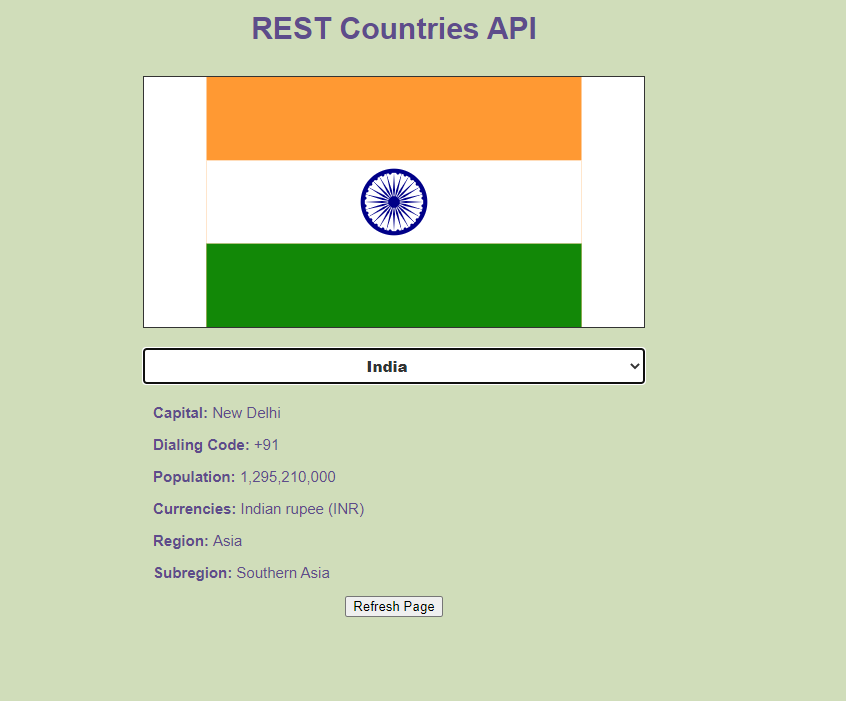 REST Countries API
India
Capital: New Delhi
Dialing Code: +91
Population: 1,295,210,000
Currencies: Indian rupee (INR)
Region: Asia
Subregion: Southern Asia
Refresh Page